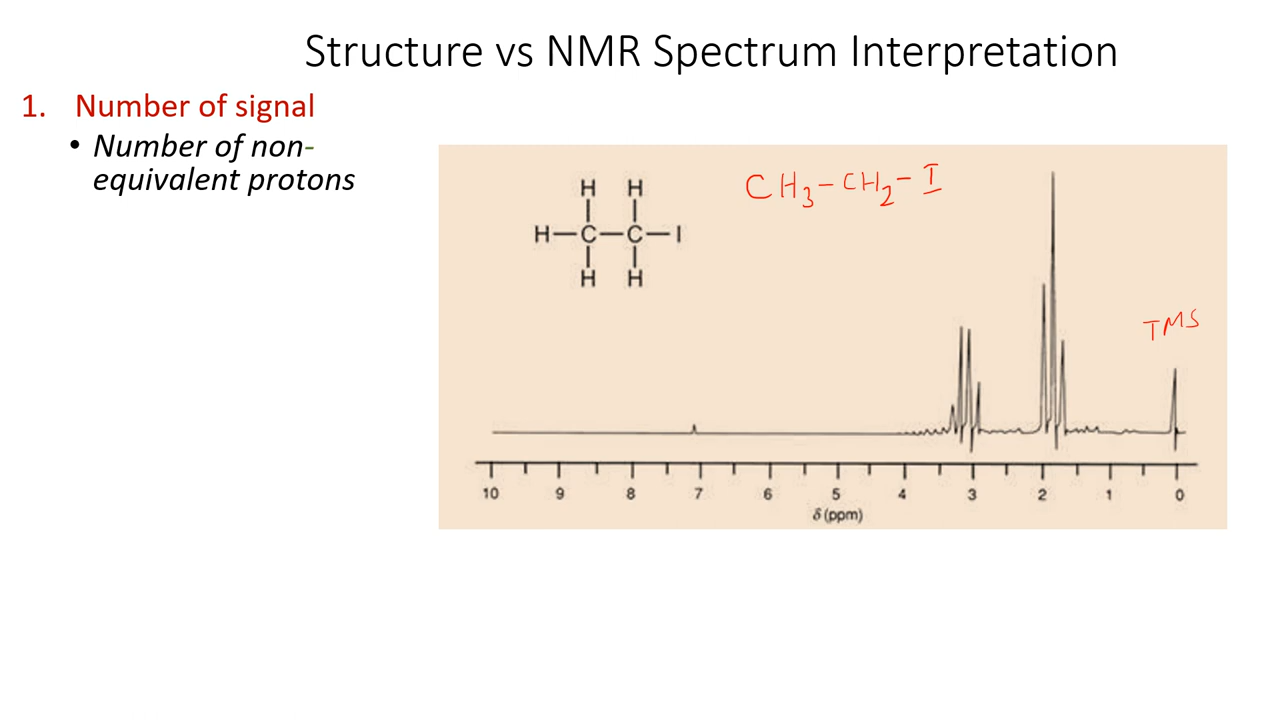 Structure vs NMR Spectrum Interpretation
1. Number of signal
• Number of non-
equivalent protons
CH3-CH2-I
H H
H-C-C-I
H H
TMS
10 9 8 7 6 5 4 3 2 1 0
δ (ppm)